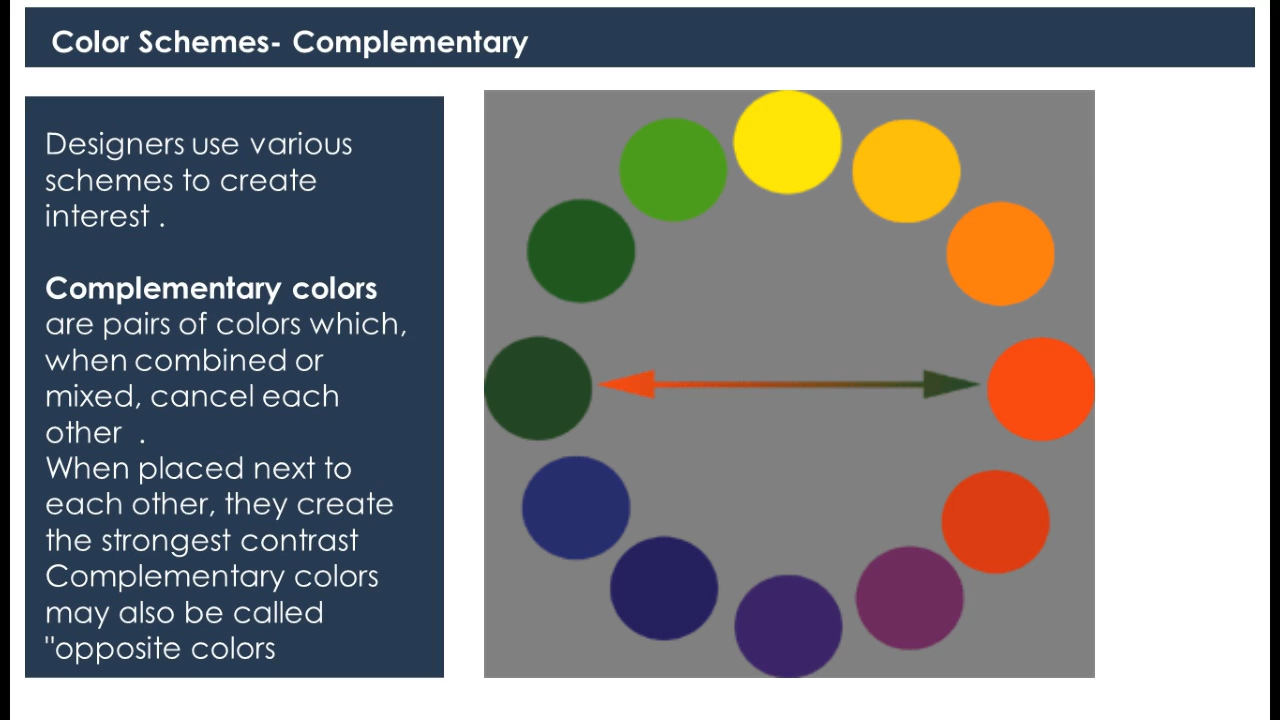 Color Schemes- Complementary
Designers use various
schemes to create
interest .
Complementary colors
are pairs of colors which,
when combined or
mixed, cancel each
other  .
When placed next to
each other, they create
the strongest contrast
Complementary colors
may also be called
"opposite colors